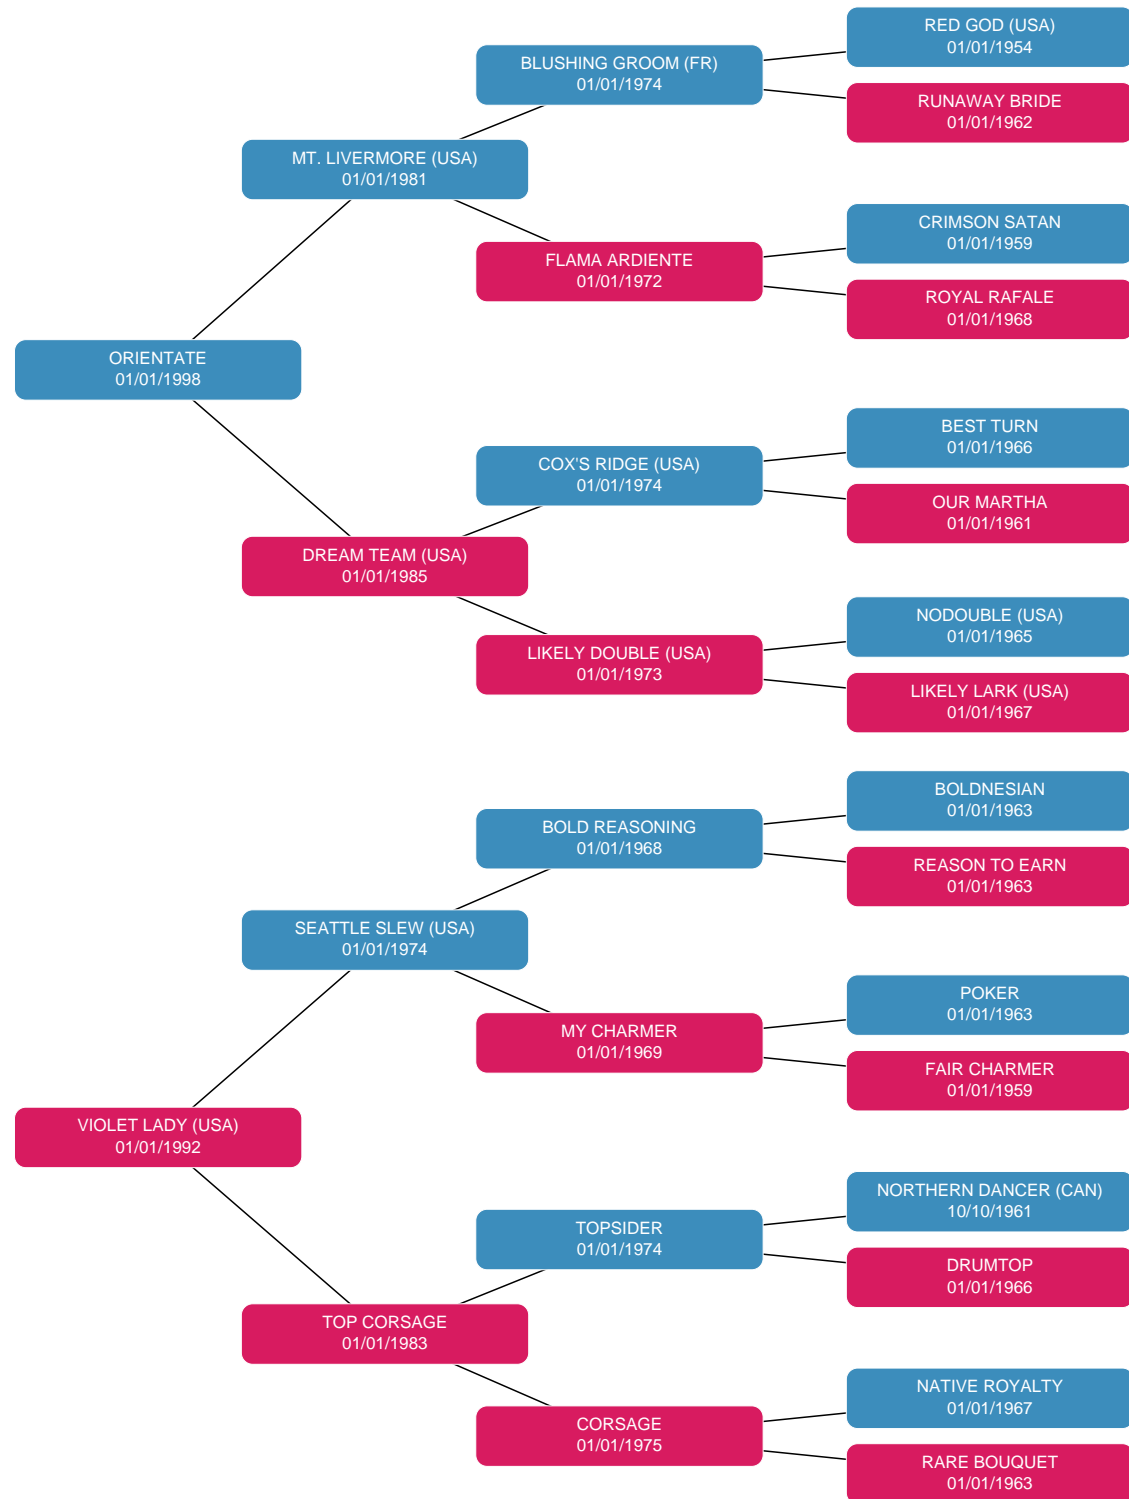 RED GOD (USA)
01/01/1954
BLUSHING GROOM (FR)
01/01/1974
RUNAWAY BRIDE
01/01/1962
MT. LIVERMORE (USA)
01/01/1981
CRIMSON SATAN
01/01/1959
FLAMA ARDIENTE
01/01/1972
ROYAL RAFALE
01/01/1968
ORIENTATE
01/01/1998
BEST TURN
01/01/1966
COX'S RIDGE (USA)
01/01/1974
OUR MARTHA
01/01/1961
DREAM TEAM (USA)
01/01/1985
NODOUBLE (USA)
01/01/1965
LIKELY DOUBLE (USA)
01/01/1973
LIKELY LARK (USA)
01/01/1967
BOLDNESIAN
01/01/1963
BOLD REASONING
01/01/1968
REASON TO EARN
01/01/1963
SEATTLE SLEW (USA)
01/01/1974
POKER
01/01/1963
MY CHARMER
01/01/1969
FAIR CHARMER
01/01/1959
VIOLET LADY (USA)
01/01/1992
NORTHERN DANCER (CAN)
10/10/1961
TOPSIDER
01/01/1974
DRUMTOP
01/01/1966
TOP CORSAGE
01/01/1983
NATIVE ROYALTY
01/01/1967
CORSAGE
01/01/1975
RARE BOUQUET
01/01/1963